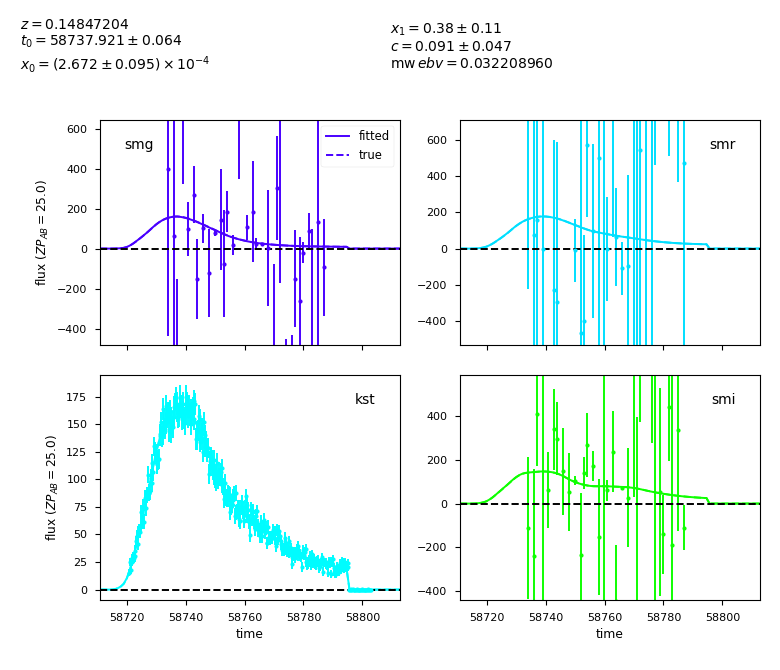 z = 0.14847204
t₀ = 58737.921 ± 0.064
x₀ = (2.672 ± 0.095) × 10⁻⁴
x₁ = 0.38 ± 0.11
c = 0.091 ± 0.047
mw ebv = 0.032208960
smg
fitted
true
600
400
200
0
−200
−400
flux (ZP_AB = 25.0)
smr
600
400
200
0
−200
−400
kst
175
150
125
100
75
50
25
0
flux (ZP_AB = 25.0)
58720 58740 58760 58780 58800
time
smi
400
200
0
−200
−400
58720 58740 58760 58780 58800
time